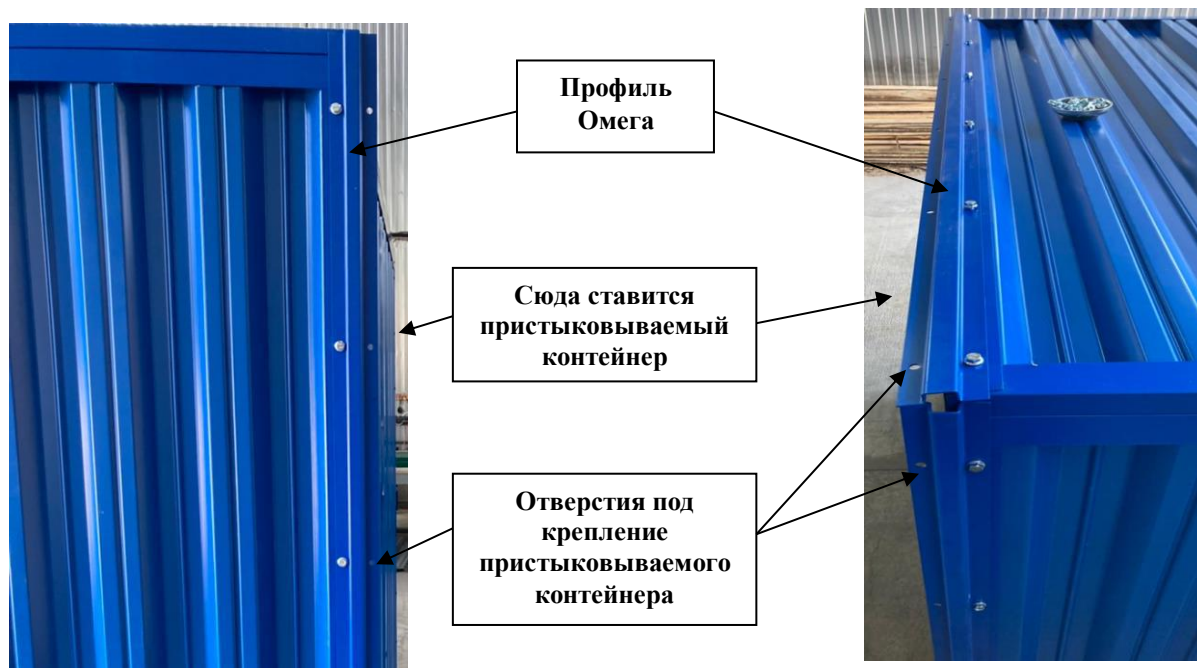 Профиль
Омега
Сюда ставится
пристыковываемый
контейнер
Отверстия под
крепление
пристыковываемого
контейнера